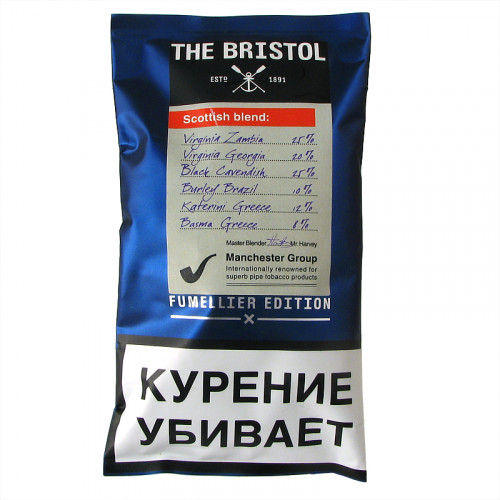 THE BRISTOL
ESTD 1891
Scottish blend:
Virginia Zambia 25%
Virginia Georgia 20%
Black Cavendish 25%
Burley Brazil 10%
Katerini Greece 12%
Basma Greece 8%
Master Blender Mr. Harvey
Manchester Group
Internationally renowned for
superb pipe tobacco products
FUMELLIER EDITION
КУРЕНИЕ
УБИВАЕТ